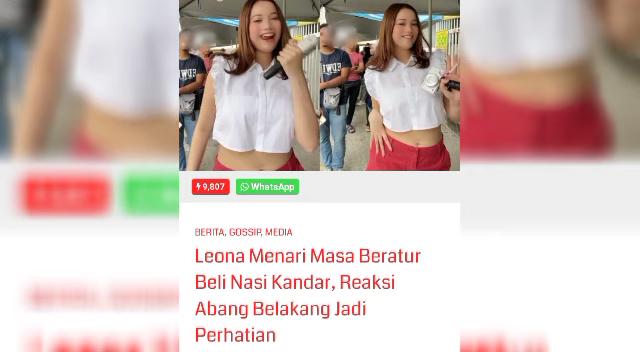 9,807
WhatsApp
BERITA, GOSSIP, MEDIA
Leona Menari Masa Beratur
Beli Nasi Kandar, Reaksi
Abang Belakang Jadi
Perhatian